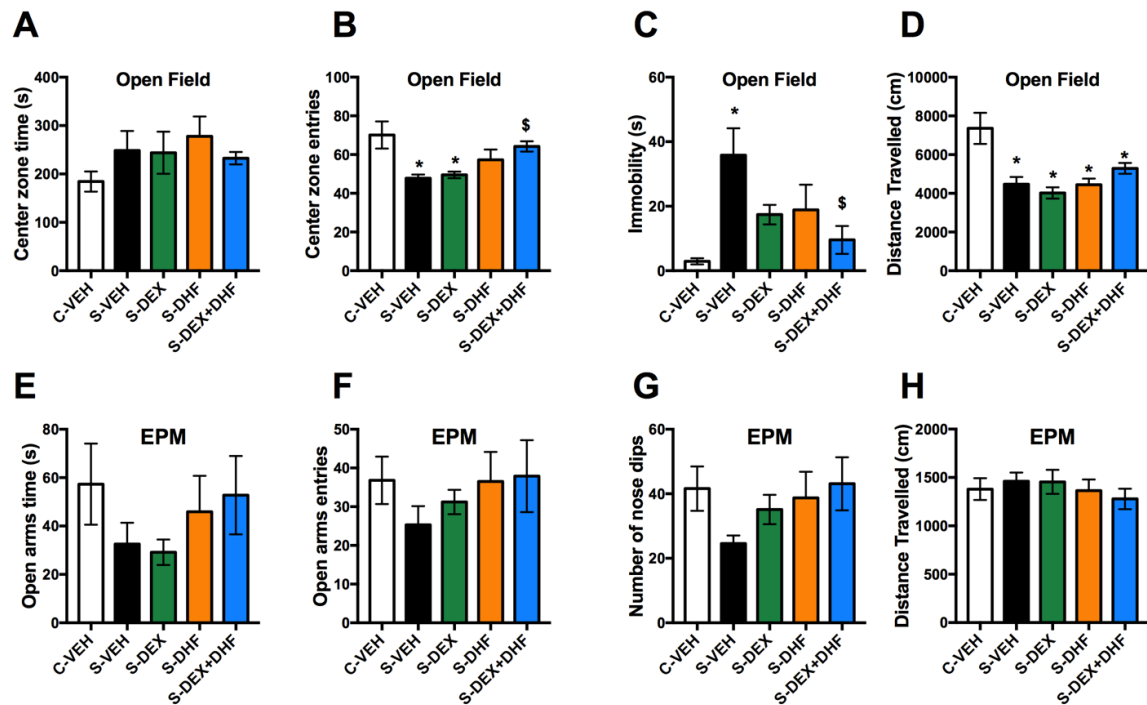 A
Open Field
Center zone time (s)
400
300
200
100
0
C-VEH
S-VEH
S-DEX
S-DHF
S-DEX+DHF
B
Open Field
Center zone entries
100
80
60
40
20
0
*
*
$
C-VEH
S-VEH
S-DEX
S-DHF
S-DEX+DHF
C
Open Field
Immobility (s)
60
40
20
0
*
$
C-VEH
S-VEH
S-DEX
S-DHF
S-DEX+DHF
D
Open Field
Distance Travelled (cm)
10000
8000
6000
4000
2000
0
*
*
*
*
C-VEH
S-VEH
S-DEX
S-DHF
S-DEX+DHF
E
EPM
Open arms time (s)
80
60
40
20
0
C-VEH
S-VEH
S-DEX
S-DHF
S-DEX+DHF
F
EPM
Open arms entries
50
40
30
20
10
0
C-VEH
S-VEH
S-DEX
S-DHF
S-DEX+DHF
G
EPM
Number of nose dips
60
40
20
0
C-VEH
S-VEH
S-DEX
S-DHF
S-DEX+DHF
H
EPM
Distance Travelled (cm)
2000
1500
1000
500
0
C-VEH
S-VEH
S-DEX
S-DHF
S-DEX+DHF